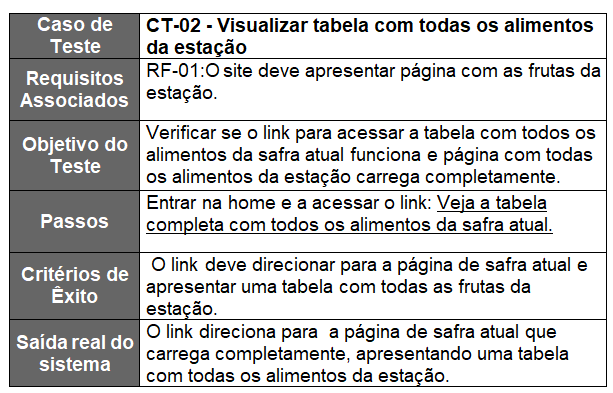 Caso de Teste
CT-02 - Visualizar tabela com todas os alimentos
da estação
Requisitos
Associados
RF-01:O site deve apresentar página com as frutas da
estação.
Objetivo do
Teste
Verificar se o link para acessar a tabela com todos os
alimentos da safra atual funciona e página com todas
os alimentos da estação carrega completamente.
Passos
Entrar na home e a acessar o link: Veja a tabela
completa com todos os alimentos da safra atual.
Critérios de
Êxito
O link deve direcionar para a página de safra atual e
apresentar uma tabela com todas as frutas da
estação.
Saída real do
sistema
O link direciona para a página de safra atual que
carrega completamente, apresentando uma tabela
com todas os alimentos da estação.